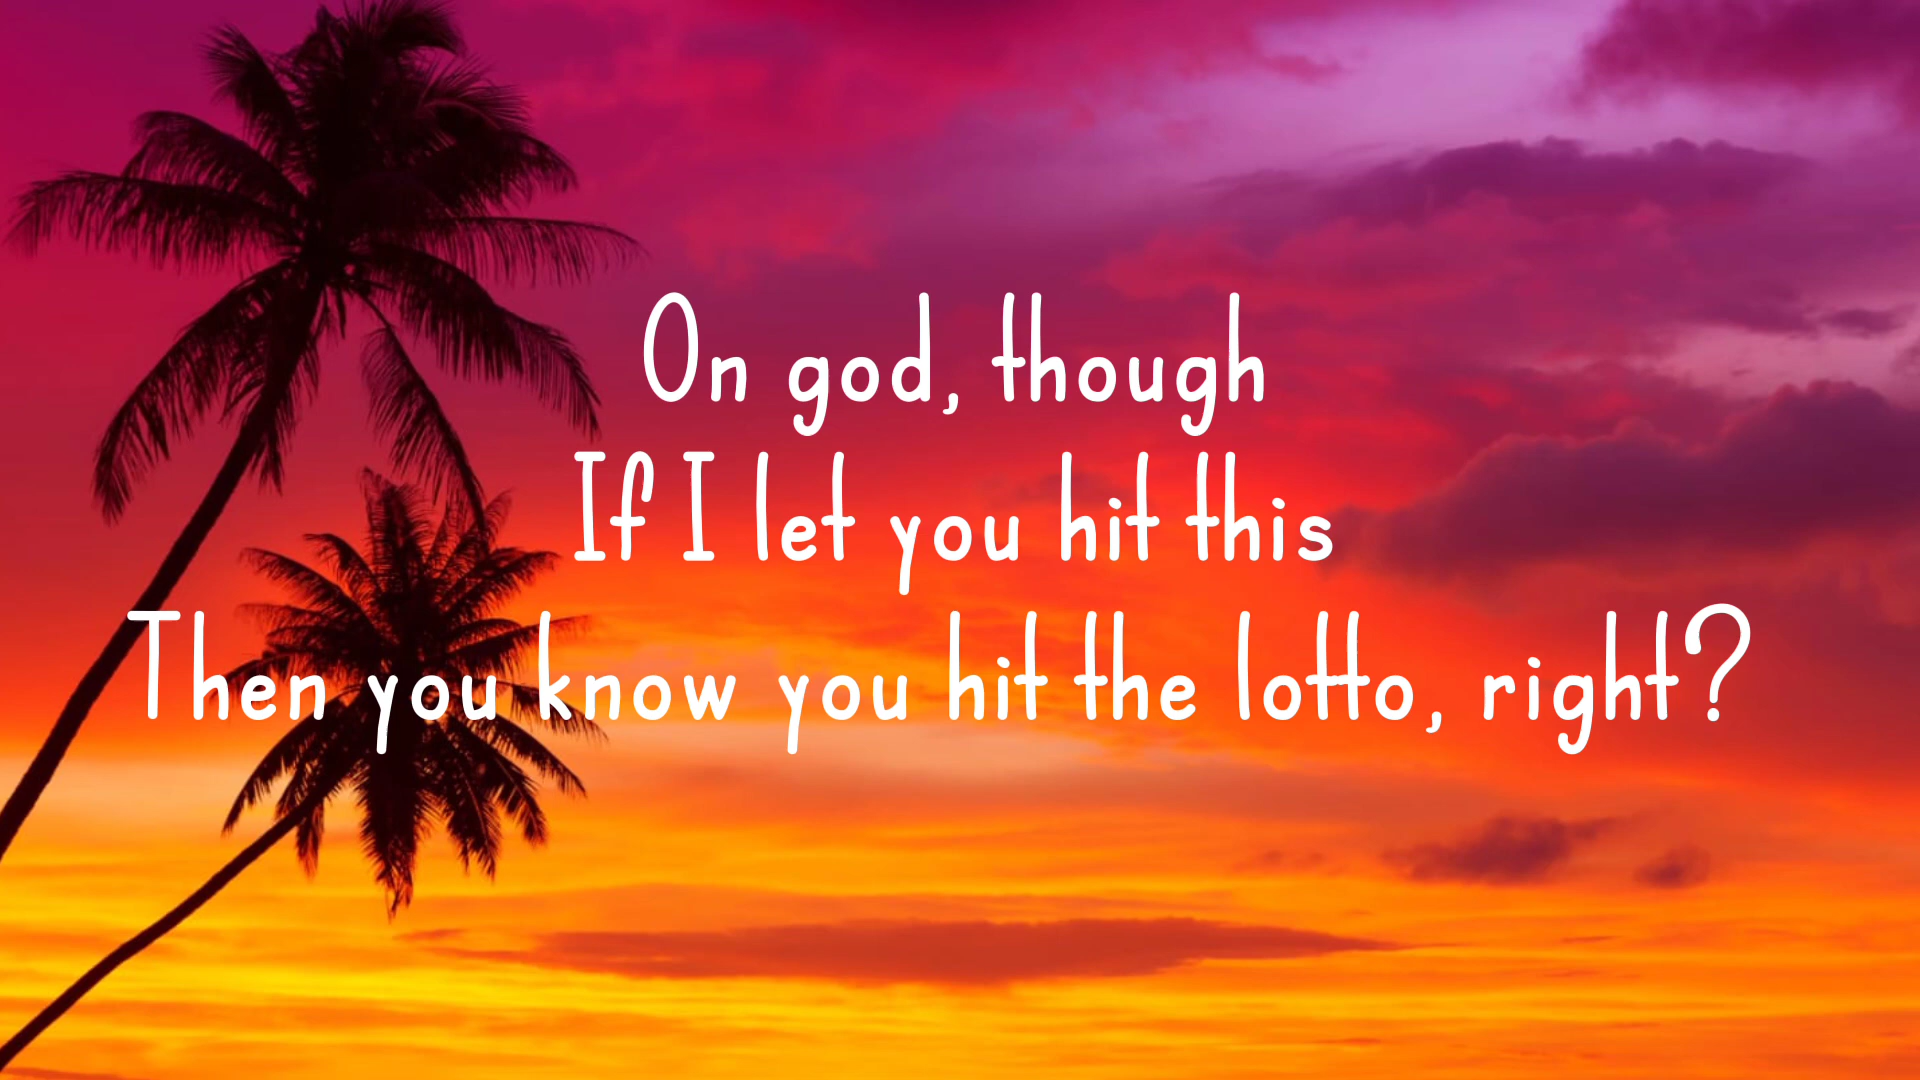 On god, though
If I let you hit this
Then you know you hit the lotto, right?